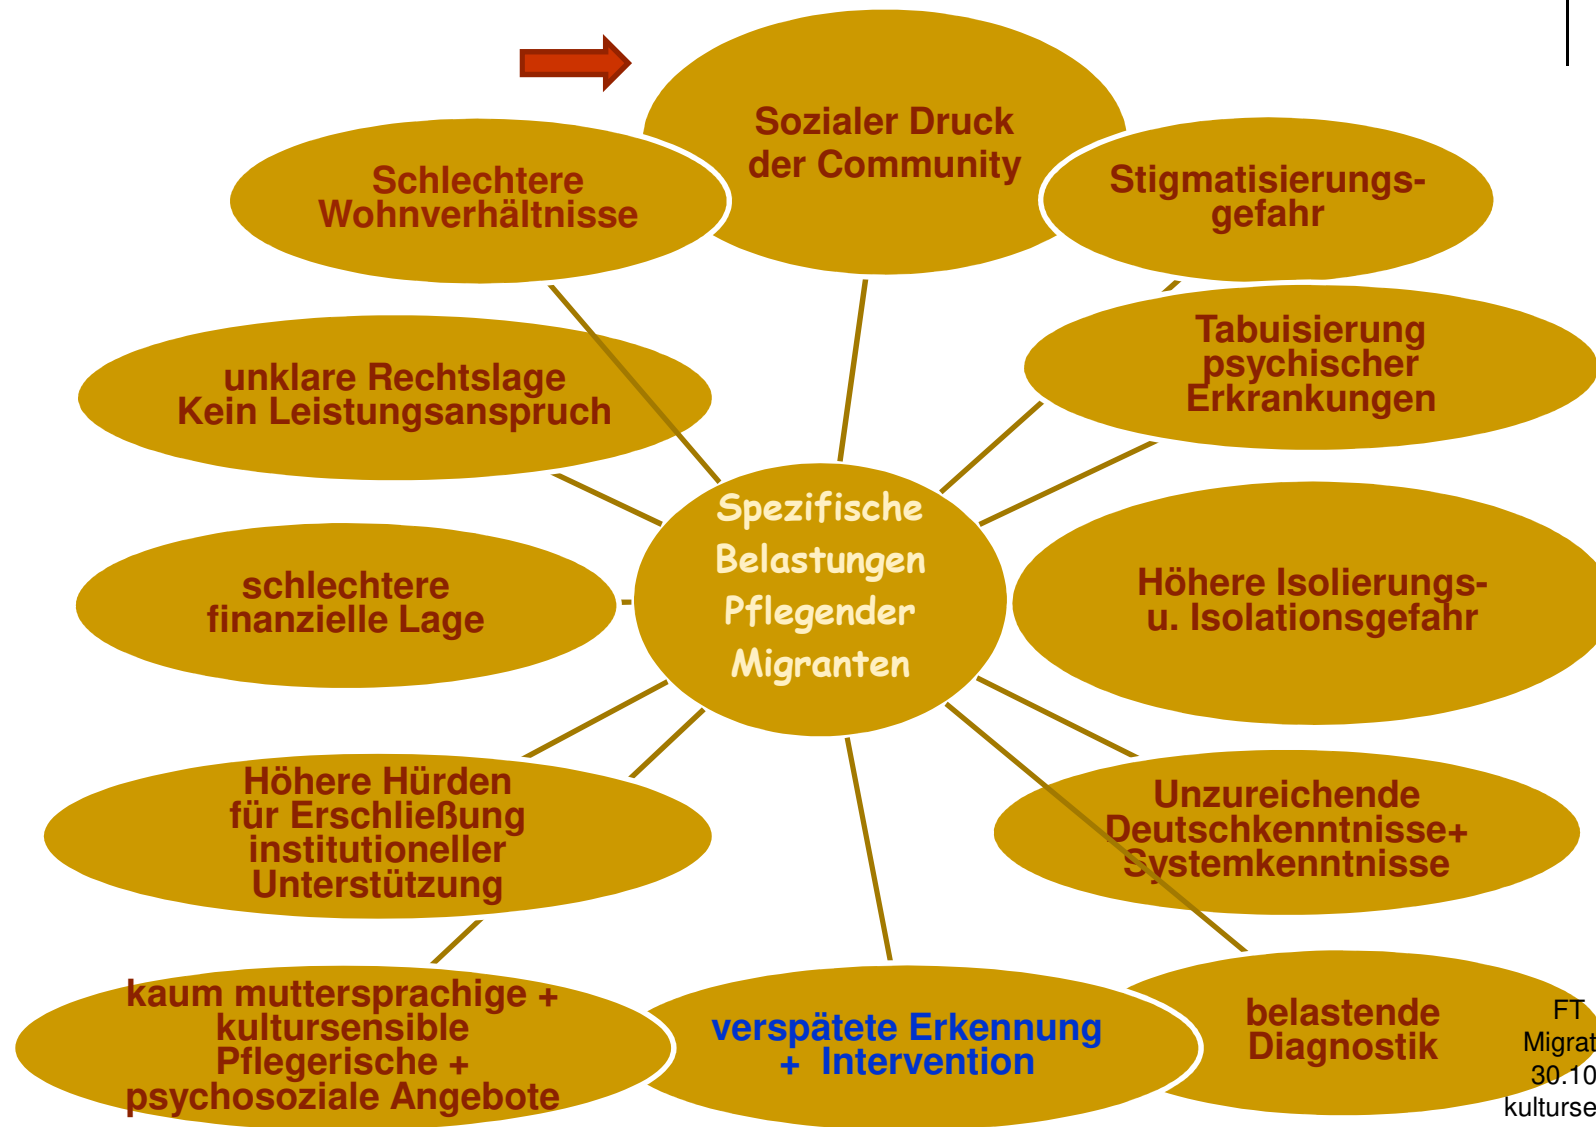 Sozialer Druck
der Community
Schlechtere
Wohnverhältnisse
Stigmatisierungs-
gefahr
unklare Rechtslage
Kein Leistungsanspruch
Tabuisierung
psychischer
Erkrankungen
Spezifische
Belastungen
Pflegender
Migranten
schlechtere
finanzielle Lage
Höhere Isolierungs-
u. Isolationsgefahr
Höhere Hürden
für Erschließung
institutioneller
Unterstützung
Unzureichende
Deutschkenntnisse+
Systemkenntnisse
kaum muttersprachige +
kultursensible
Pflegerische +
psychosoziale Angebote
verspätete Erkennung
+ Intervention
belastende
Diagnostik
FT
Migrat
30.10
kulturse